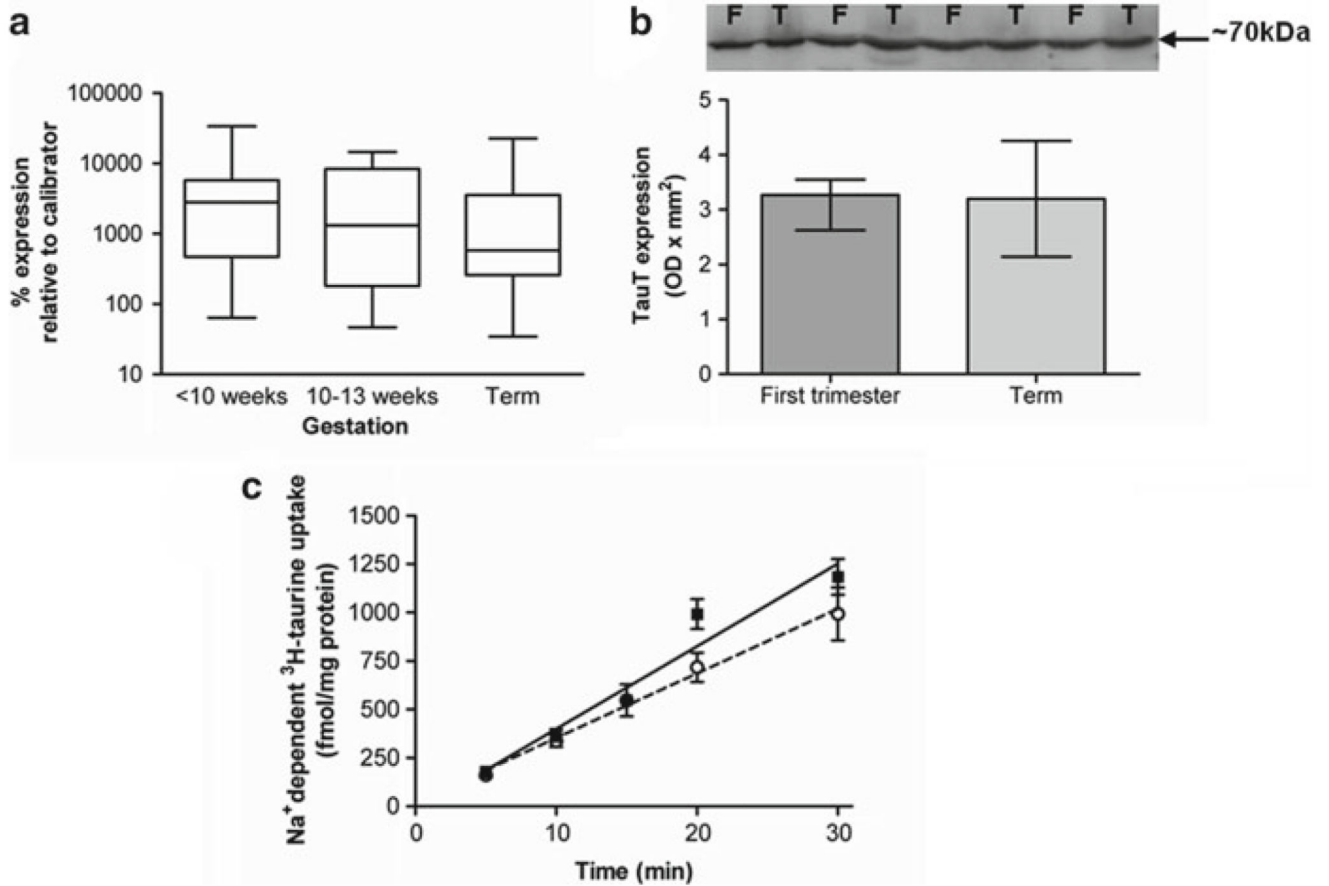 a
% expression
relative to calibrator
100000
10000
1000
100
10
<10 weeks 10-13 weeks Term
Gestation
b
F T F T F T F T
~70kDa
TauT expression
(OD x mm²)
5
4
3
2
1
0
First trimester Term
c
Na⁺dependent ³H-taurine uptake
(fmol/mg protein)
1500
1250
1000
750
500
250
0
0 10 20 30
Time (min)